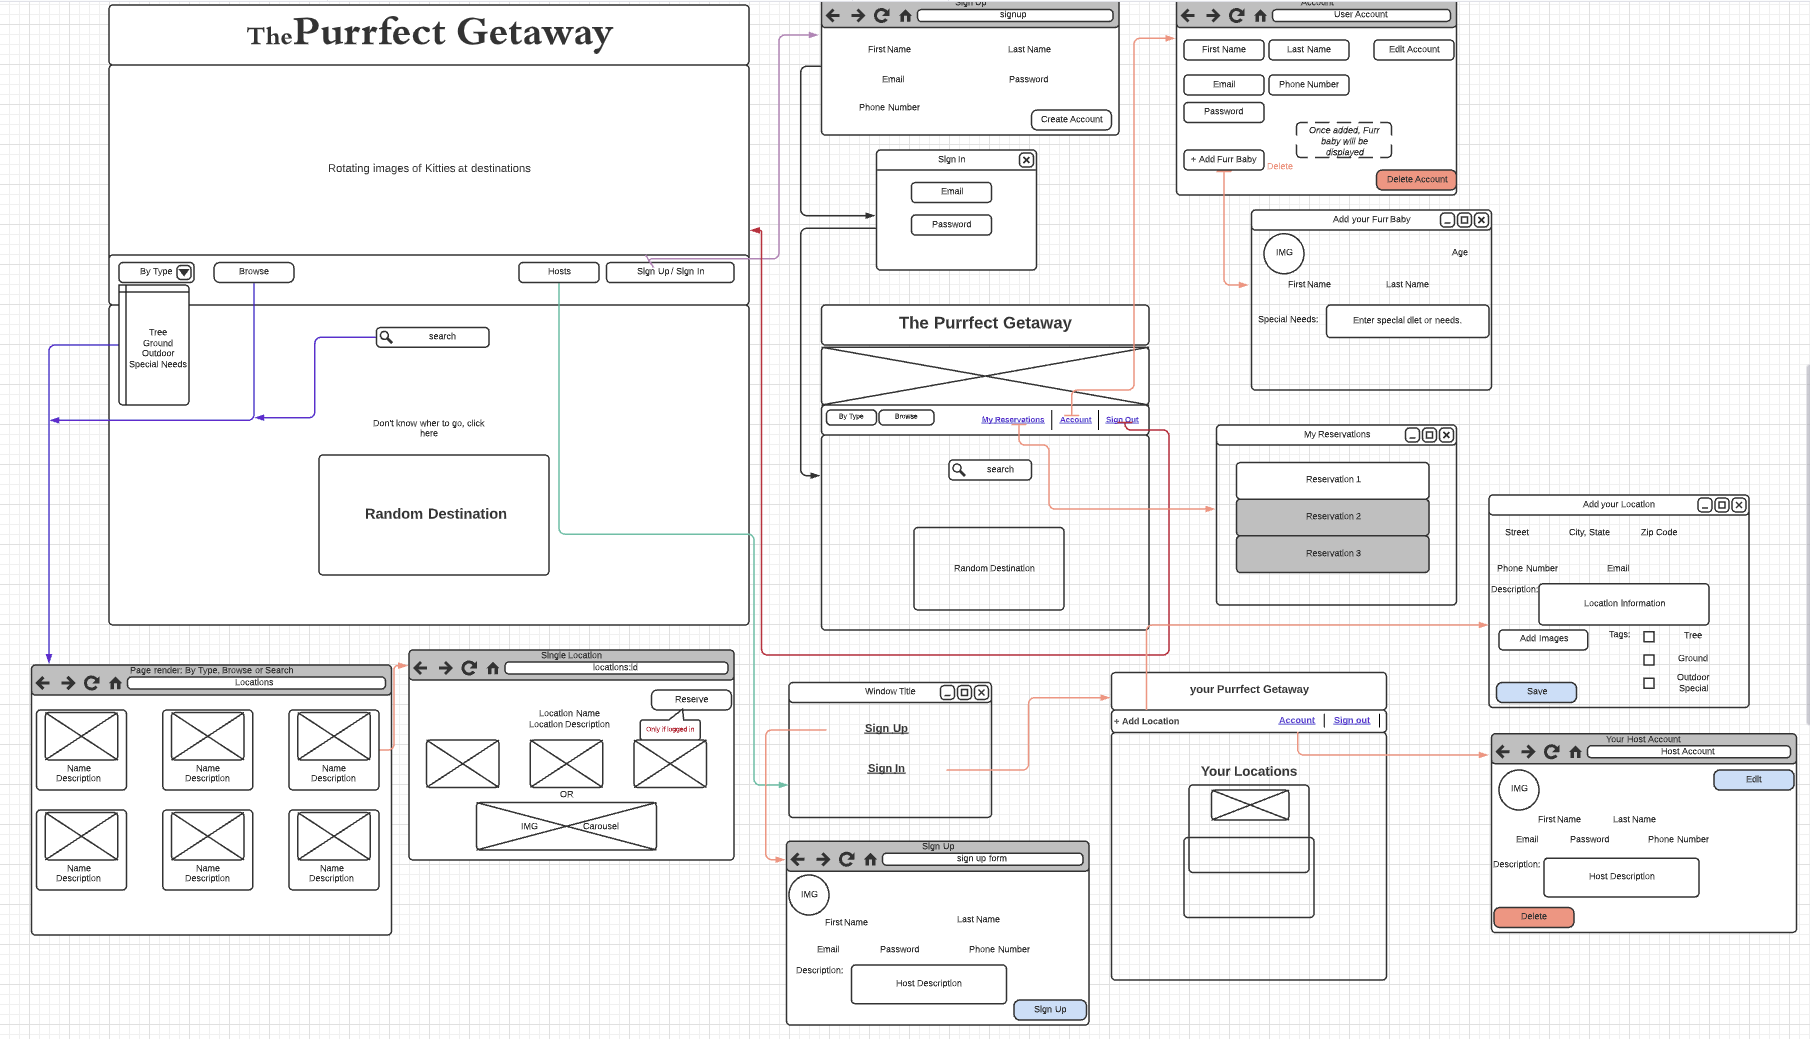 ThePurrfect Getaway
Rotating images of Kitties at destinations
By Type
Browse
Hosts
Sign Up / Sign In
Tree
Ground
Outdoor
Special Needs
search
Don't know wher to go, click
here
Random Destination
Sign Up
signup
First Name
Last Name
Email
Password
Phone Number
Create Account
Sign In
Email
Password
The Purrfect Getaway
By Type
Browse
My Reservations
Account
Sign Out
search
Random Destination
Account
User Account
First Name
Last Name
Edit Account
Email
Phone Number
Password
Once added, Furr
baby will be
displayed
+ Add Furr Baby
Delete
Delete Account
Add your Furr Baby
IMG
Age
First Name
Last Name
Special Needs:
Enter special diet or needs.
My Reservations
Reservation 1
Reservation 2
Reservation 3
Add your Location
Street
City, State
Zip Code
Phone Number
Email
Description:
Location Information
Add Images
Tags:
Tree
Ground
Outdoor
Special
Save
Page render: By Type, Browse or Search
Locations
Name
Description
Name
Description
Name
Description
Name
Description
Name
Description
Name
Description
Single Location
locations:id
Reserve
Location Name
Location Description
Only if logged in
OR
IMG
Carousel
Window Title
Sign Up
Sign In
Sign Up
sign up form
IMG
First Name
Last Name
Email
Password
Phone Number
Description:
Host Description
Sign Up
your Purrfect Getaway
+ Add Location
Account
Sign out
Your Locations
Your Host Account
Host Account
IMG
Edit
First Name
Last Name
Email
Password
Phone Number
Description:
Host Description
Delete